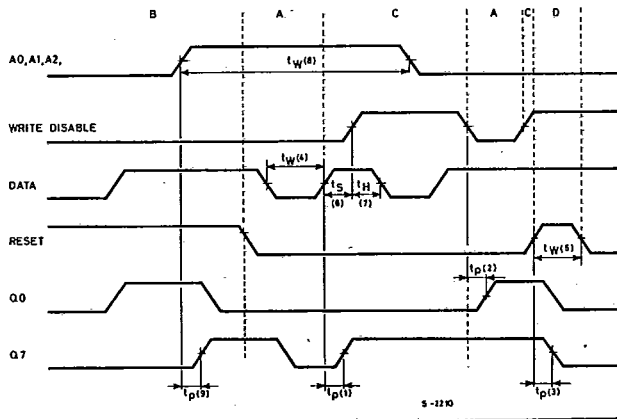 B A. C A C D
A0,A1,A2,
tW(8)
WRITE DISABLE
tW(4)
DATA
tS tH
(6) (7)
RESET
tW(5)
tp(2)
Q0
Q7
tp(9) tp(1) tp(3)
S-2210